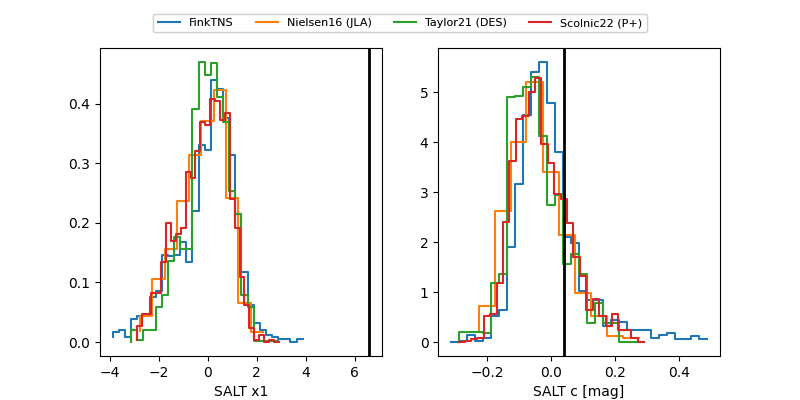 FinkTNS Nielsen16 (JLA) Taylor21 (DES) Scolnic22 (P+)
0.4
0.3
0.2
0.1
0.0
−4 −2 0 2 4 6
SALT x1
5
4
3
2
1
0
−0.2 0.0 0.2 0.4
SALT c [mag]